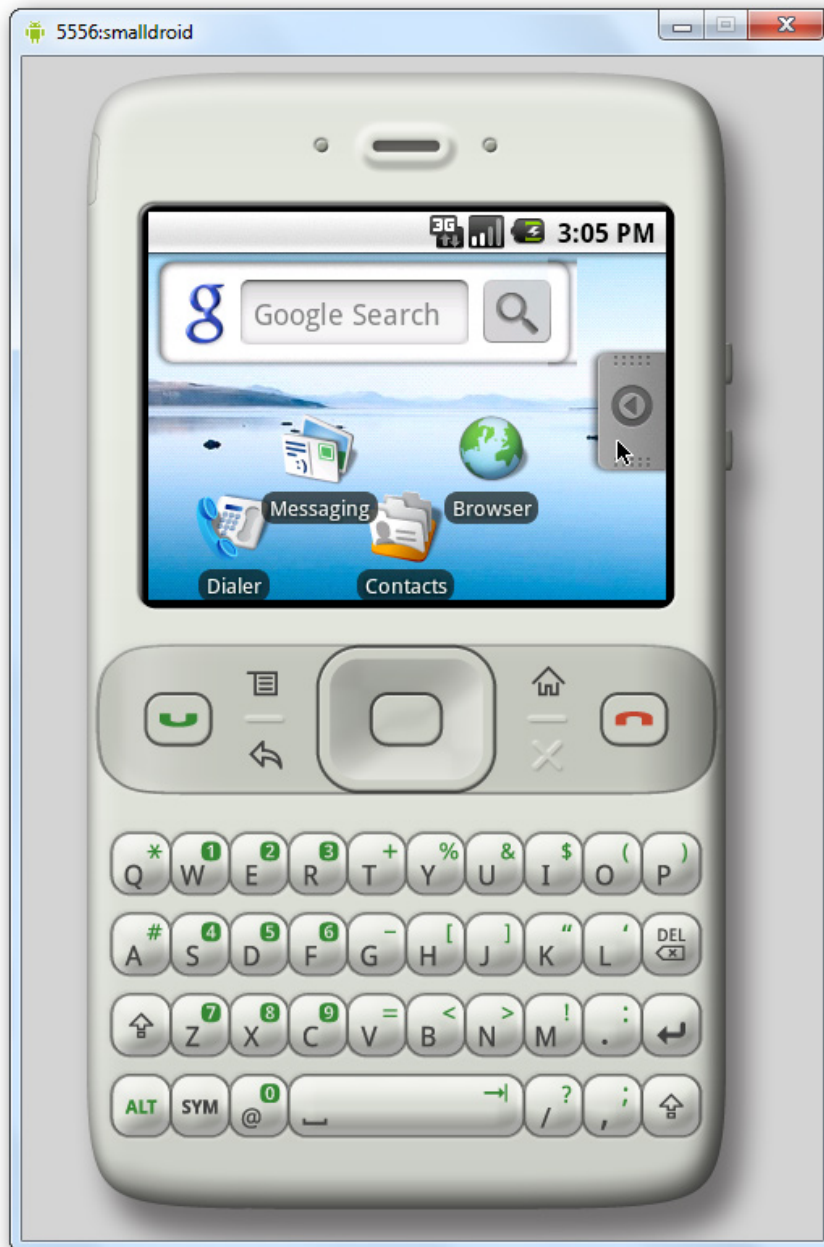 5556:smalldroid
3G 3:05 PM
g Google Search
Messaging Browser
Dialer Contacts
Q * W 1 E 2 R 3 T + Y % U & I $ O ( P )
A # S 4 D 5 F 6 G - H [ J ] K " L ' DEL
Z 7 X 8 C 9 V = B < N > M ! . :
ALT SYM @ 0 / ? , ;